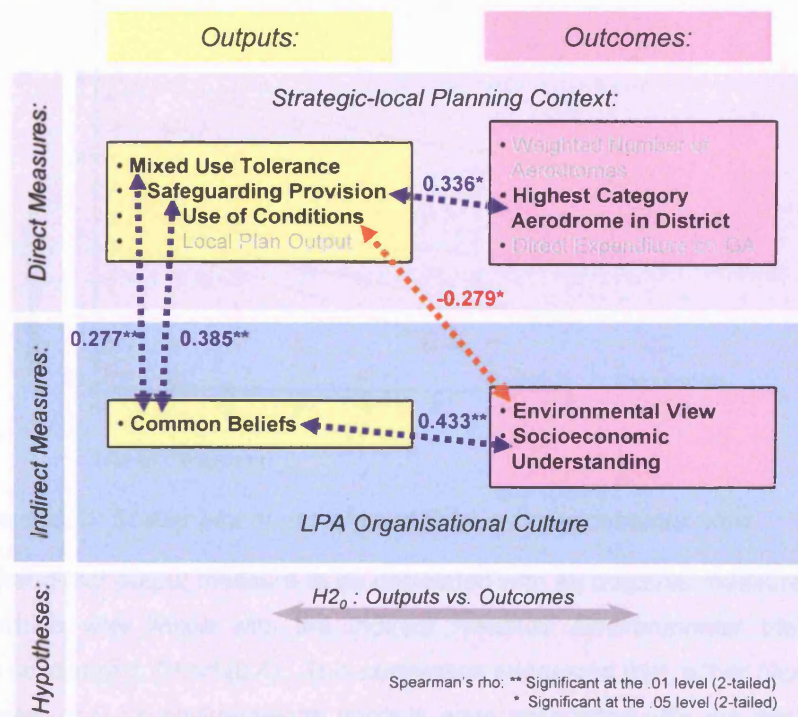 Outputs:
Outcomes:
Direct Measures:
Strategic-local Planning Context:
• Mixed Use Tolerance
• Safeguarding Provision
• Use of Conditions
• Local Plan Output
0.336*
• Weighted Number
Aerodromes
• Highest Category
Aerodrome in District
• Direct Expenditure on GA
-0.279*
Indirect Measures:
0.277**
0.385**
• Common Beliefs
0.433**
• Environmental View
• Socioeconomic
Understanding
LPA Organisational Culture
Hypotheses:
H2₀ : Outputs vs. Outcomes
Spearman's rho: ** Significant at the .01 level (2-tailed)
* Significant at the .05 level (2-tailed)